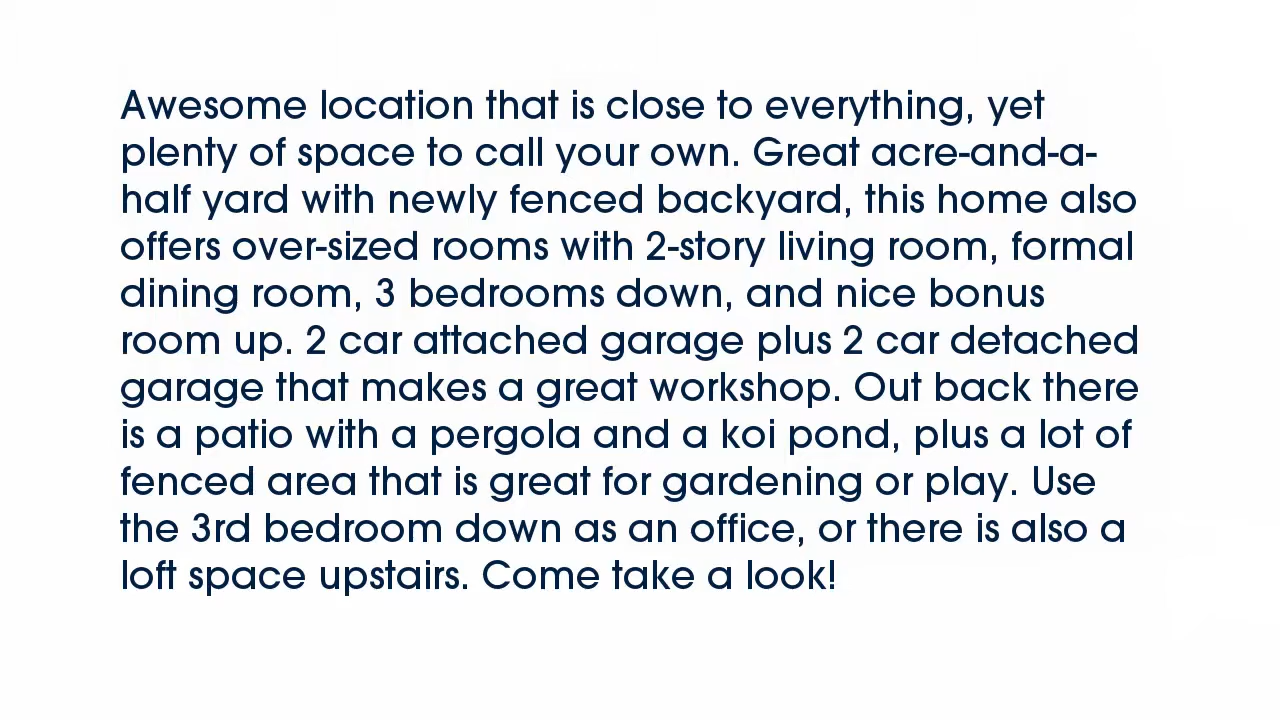 Awesome location that is close to everything, yet
plenty of space to call your own. Great acre-and-a-
half yard with newly fenced backyard, this home also
offers over-sized rooms with 2-story living room, formal
dining room, 3 bedrooms down, and nice bonus
room up. 2 car attached garage plus 2 car detached
garage that makes a great workshop. Out back there
is a patio with a pergola and a koi pond, plus a lot of
fenced area that is great for gardening or play. Use
the 3rd bedroom down as an office, or there is also a
loft space upstairs. Come take a look!